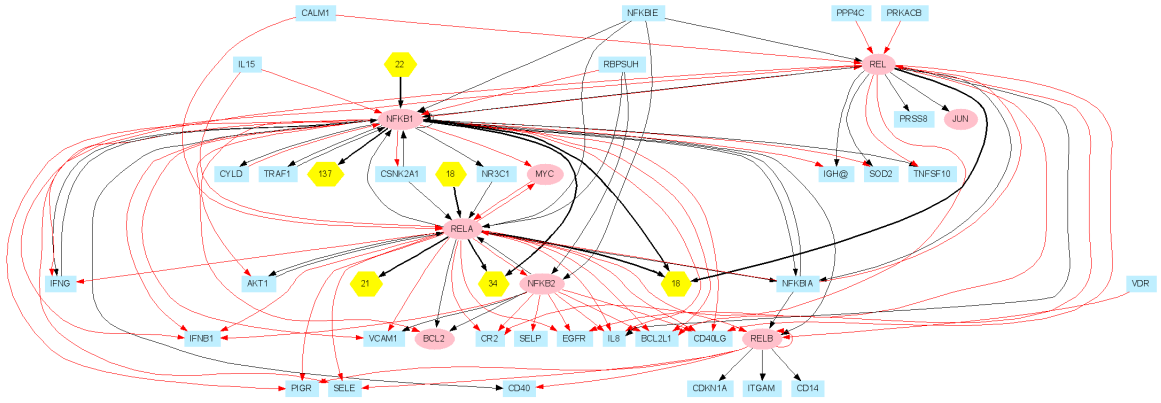 CALM1
NFKBIE
PPP4C
PRKACB
IL15
22
RBPSUH
REL
NFKB1
PRSS8
JUN
CYLD
TRAF1
137
CSNK2A1
18
NR3C1
MYC
IGH@
SOD2
TNFSF10
RELA
IFNG
AKT1
21
34
NFKB2
18
NFKBIA
VDR
IFNB1
VCAM1
BCL2
CR2
SELP
EGFR
IL8
BCL2L1
CD40LG
RELB
PIGR
SELE
CD40
CDKN1A
ITGAM
CD14